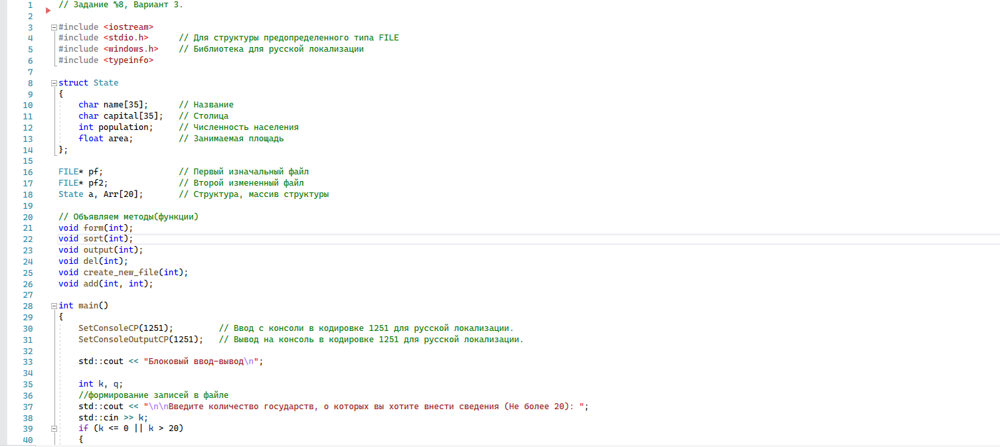 1 // Задание %8, Вариант 3.
2
3 #include <iostream>
4 #include <stdio.h> // Для структуры предопределенного типа FILE
5 #include <windows.h> // Библиотека для русской локализации
6 #include <typeinfo>
7
8 struct State
9 {
10 char name[35]; // Название
11 char capital[35]; // Столица
12 int population; // Численность населения
13 float area; // Занимаемая площадь
14 };
15
16 FILE* pf; // Первый изначальный файл
17 FILE* pf2; // Второй измененный файл
18 State a, Arr[20]; // Структура, массив структуры
19
20 // Объявляем методы(функции)
21 void form(int);
22 void sort(int);
23 void output(int);
24 void del(int);
25 void create_new_file(int);
26 void add(int, int);
27
28 int main()
29 {
30 SetConsoleCP(1251); // Ввод с консоли в кодировке 1251 для русской локализации.
31 SetConsoleOutputCP(1251); // Вывод на консоль в кодировке 1251 для русской локализации.
32
33 std::cout << "Блоковый ввод-вывод\n";
34
35 int k, q;
36 //формирование записей в файле
37 std::cout << "\n\nВведите количество государств, о которых вы хотите внести сведения (Не более 20): ";
38 std::cin >> k;
39 if (k <= 0 || k > 20)
40 {